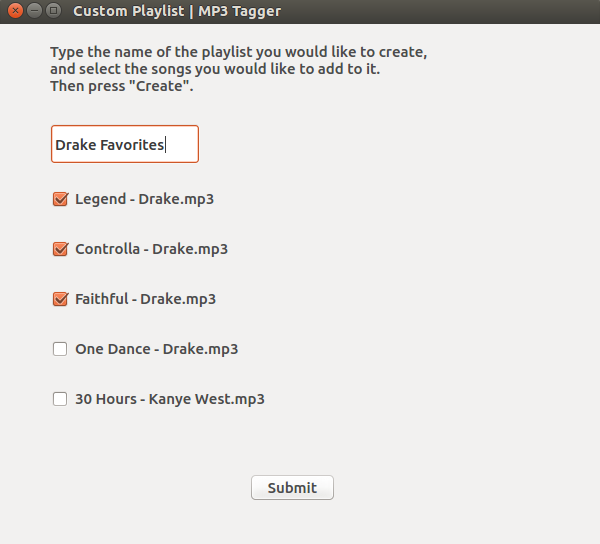 Custom Playlist | MP3 Tagger
Type the name of the playlist you would like to create,
and select the songs you would like to add to it.
Then press "Create".
Drake Favorites
Legend - Drake.mp3
Controlla - Drake.mp3
Faithful - Drake.mp3
One Dance - Drake.mp3
30 Hours - Kanye West.mp3
Submit